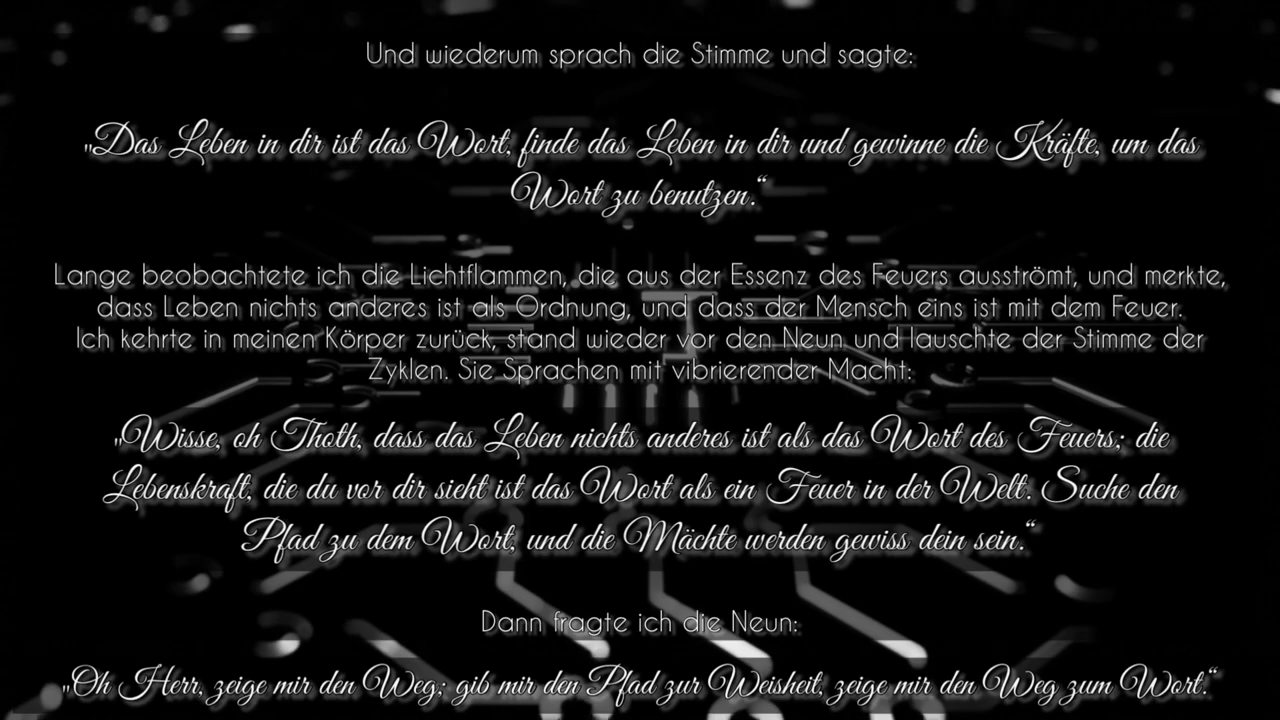 Und wiederum sprach die Stimme und sagte:
„Das Leben in dir ist das Wort, finde das Leben in dir und gewinne die Kräfte, um das
Wort zu benutzen.“
Lange beobachtete ich die Lichtflammen, die aus der Essenz des Feuers ausströmt, und merkte,
dass Leben nichts anderes ist als Ordnung, und dass der Mensch eins ist mit dem Feuer.
Ich kehrte in meinen Körper zurück, stand wieder vor den Neun und lauschte der Stimme der
Zyklen. Sie Sprachen mit vibrierender Macht:
„Wisse, oh Thoth, dass das Leben nichts anderes ist als das Wort des Feuers; die
Lebenskraft, die du vor dir sieht ist das Wort als ein Feuer in der Welt. Suche den
Pfad zu dem Wort, und die Mächte werden gewiss dein sein.“
Dann fragte ich die Neun:
„Oh Herr, zeige mir den Weg; gib mir den Pfad zur Weisheit, zeige mir den Weg zum Wort.“